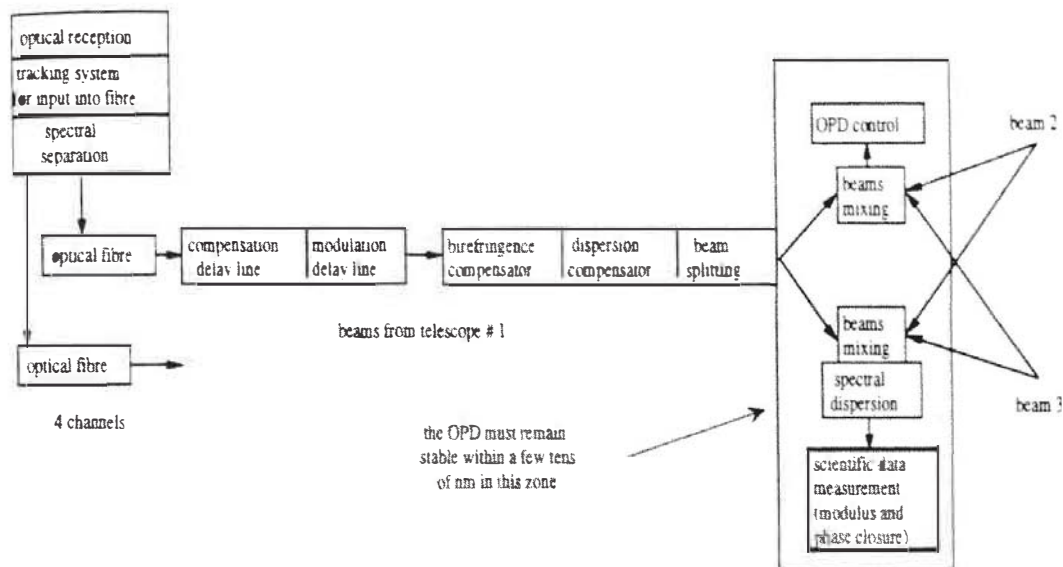 optical reception
tracking system
or input into fibre
spectral
separation
optical fibre
compensation
delay line
modulation
delay line
birefringence
compensator
dispersion
compensator
beam
splitting
beams from telescope # 1
optical fibre
4 channels
OPD control
beams
mixing
beam 2
beams
mixing
spectral
dispersion
beam 3
the OPD must remain
stable within a few tens
of nm in this zone
scientific data
measurement
(modulus and
phase closure)